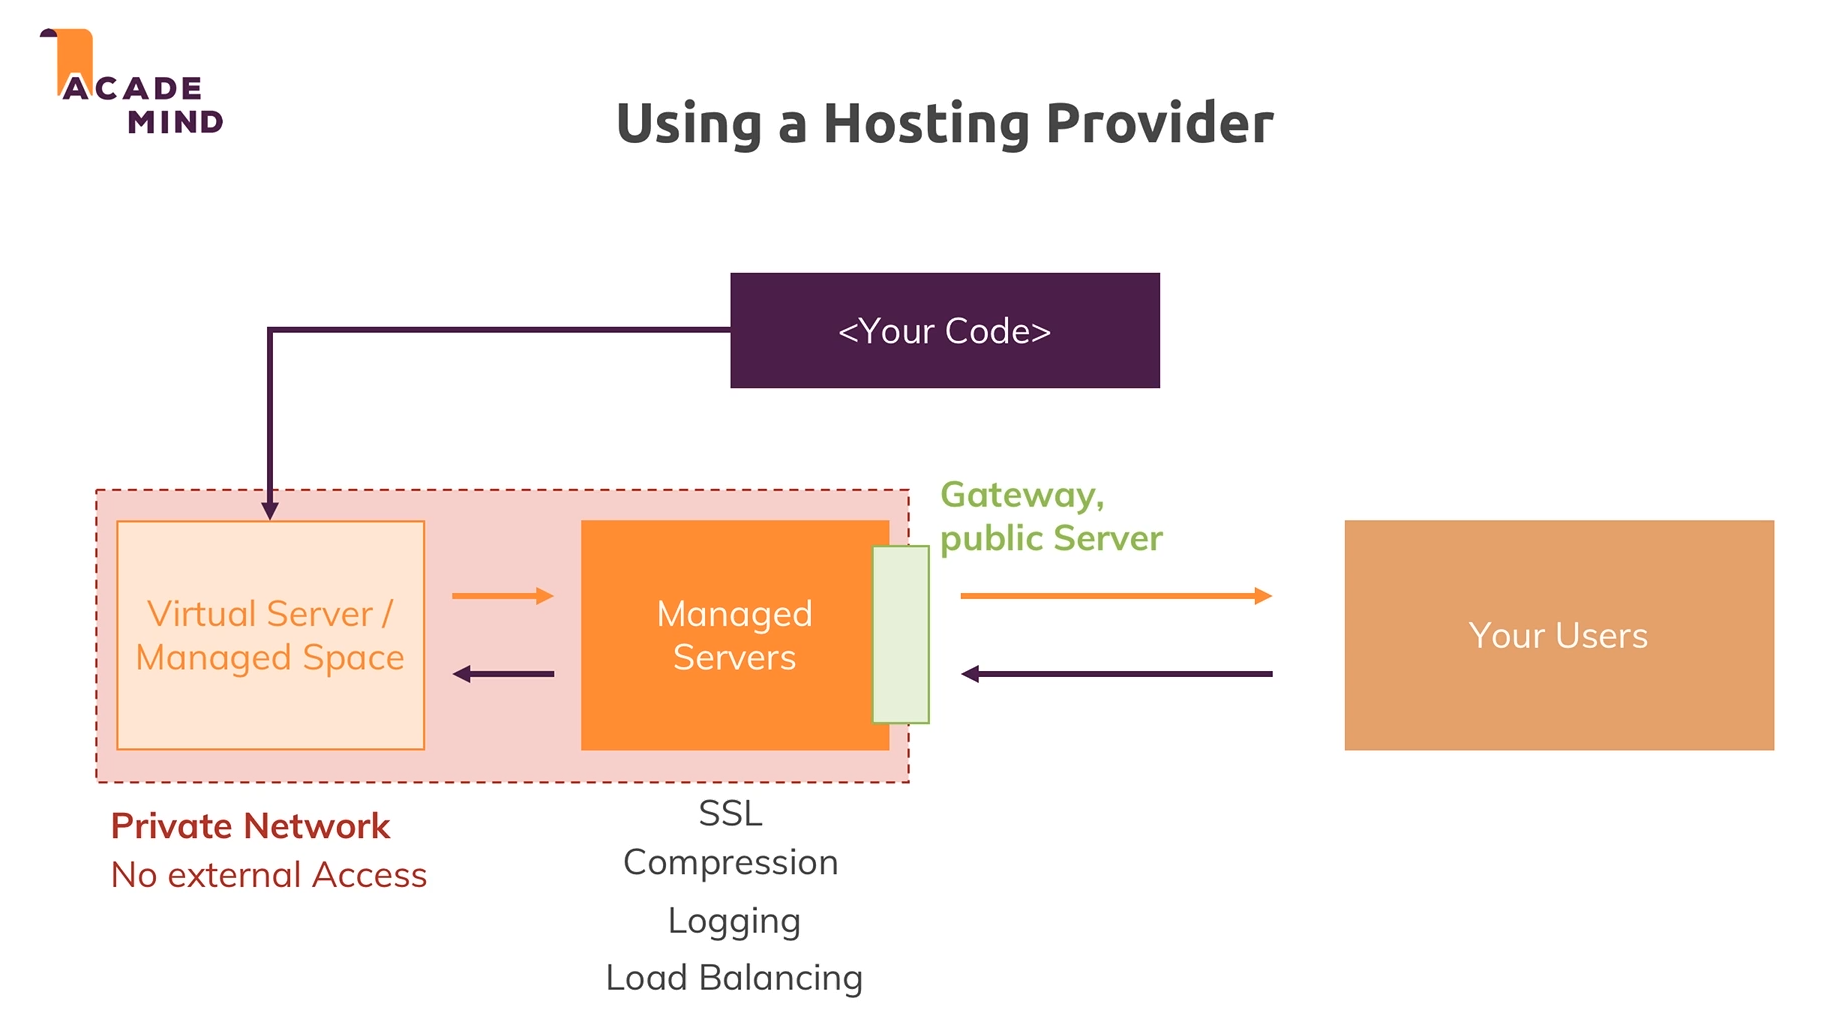 ACADE
MIND
Using a Hosting Provider
<Your Code>
Gateway,
public Server
Virtual Server /
Managed Space
Managed
Servers
Your Users
Private Network
No external Access
SSL
Compression
Logging
Load Balancing